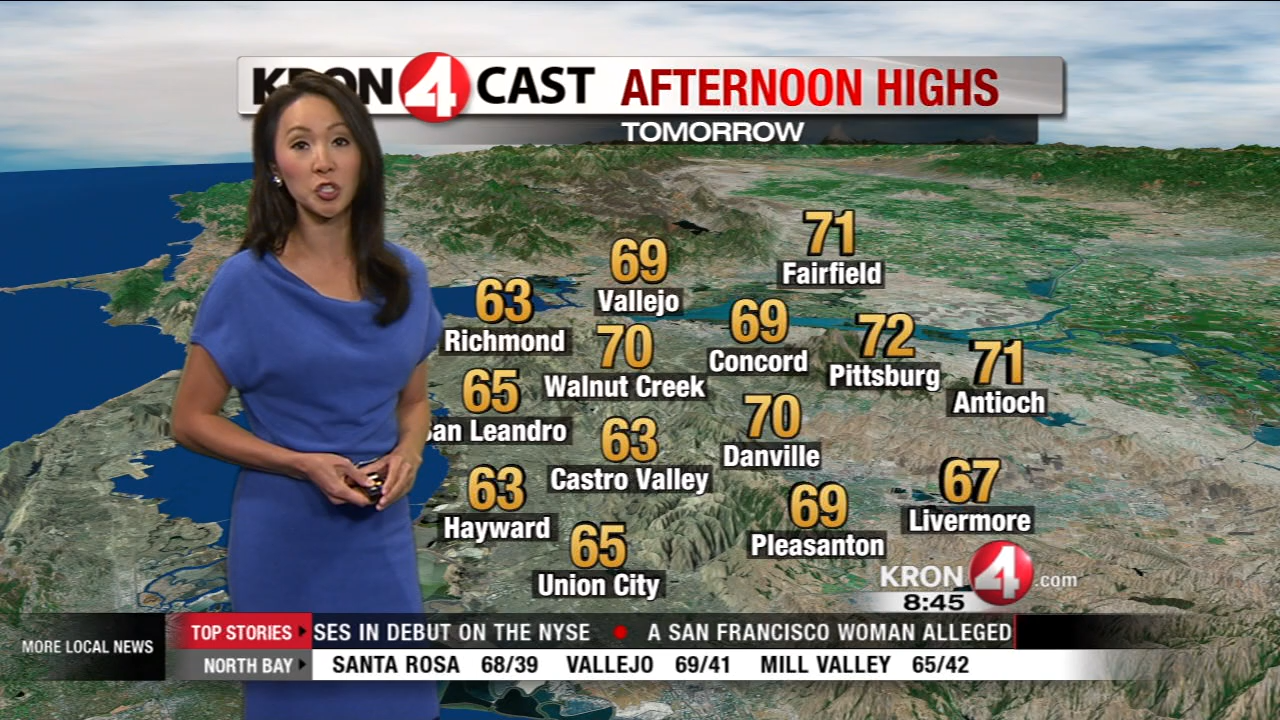 KRON 4 CAST AFTERNOON HIGHS
TOMORROW
71
Fairfield
69
Vallejo
63
Richmond
69
Concord
72
Pittsburg
70
Walnut Creek
71
Antioch
65
San Leandro
70
Danville
63
Castro Valley
67
Livermore
63
Hayward
69
Pleasanton
65
Union City
KRON 4 .com
8:45
MORE LOCAL NEWS
TOP STORIES SES IN DEBUT ON THE NYSE • A SAN FRANCISCO WOMAN ALLEGED
NORTH BAY SANTA ROSA 68/39 VALLEJO 69/41 MILL VALLEY 65/42